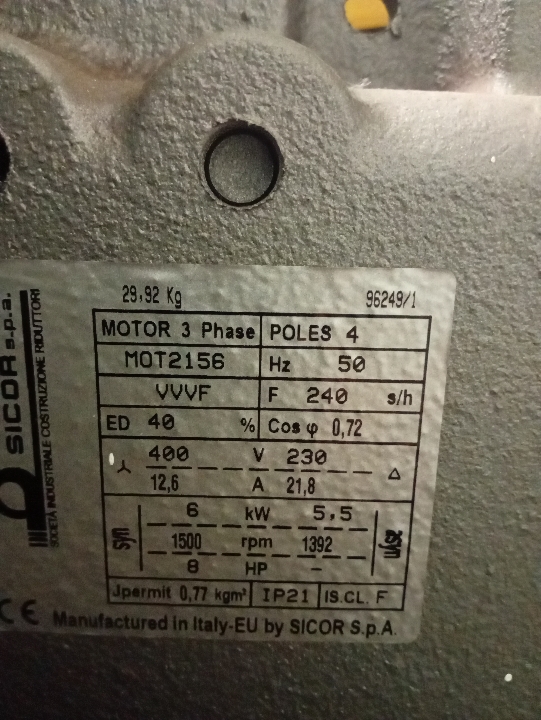 29,92 Kg 96249/1
MOTOR 3 Phase POLES 4
MOT2156 Hz 50
VVVF F 240 s/h
ED 40 % Cos φ 0,72
400 V 230 Δ
12,6 A 21,8
syn 6 kW 5,5 asyn
1500 rpm 1392
8 HP -
Jpermit 0,77 kgm² IP21 IS.CL. F
CE Manufactured in Italy-EU by SICOR S.p.A.
SICOR s.p.a.
SOCIETÀ INDUSTRIALE COSTRUZIONE RIDUTTORI